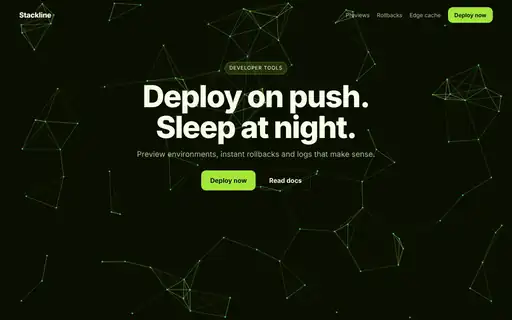 Stackline
Previews Rollbacks Edge cache Deploy now
DEVELOPER TOOLS
Deploy on push.
Sleep at night.
Preview environments, instant rollbacks and logs that make sense.
Deploy now Read docs